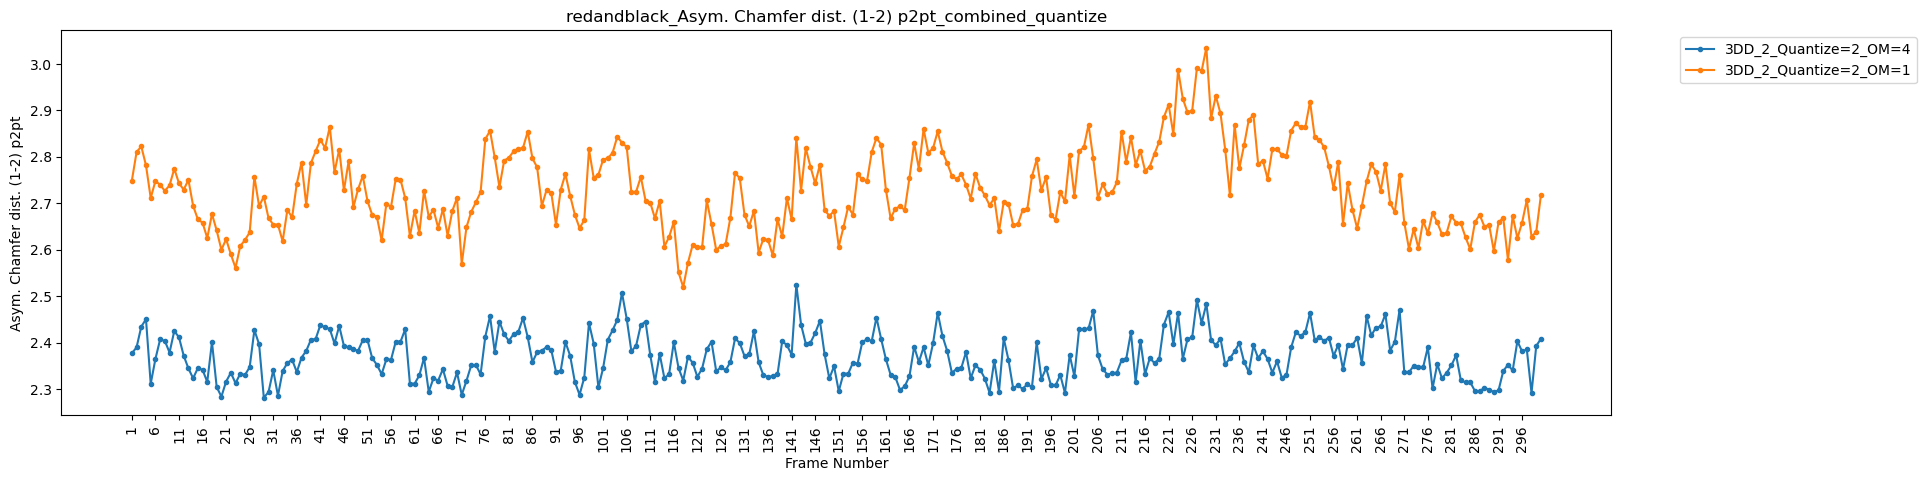 redandblack_Asym. Chamfer dist. (1-2) p2pt_combined_quantize
3DD_2_Quantize=2_OM=4
3DD_2_Quantize=2_OM=1
Asym. Chamfer dist. (1-2) p2pt
3.0
2.9
2.8
2.7
2.6
2.5
2.4
2.3
1 6 11 16 21 26 31 36 41 46 51 56 61 66 71 76 81 86 91 96 101 106 111 116 121 126 131 136 141 146 151 156 161 166 171 176 181 186 191 196 201 206 211 216 221 226 231 236 241 246 251 256 261 266 271 276 281 286 291 296
Frame Number